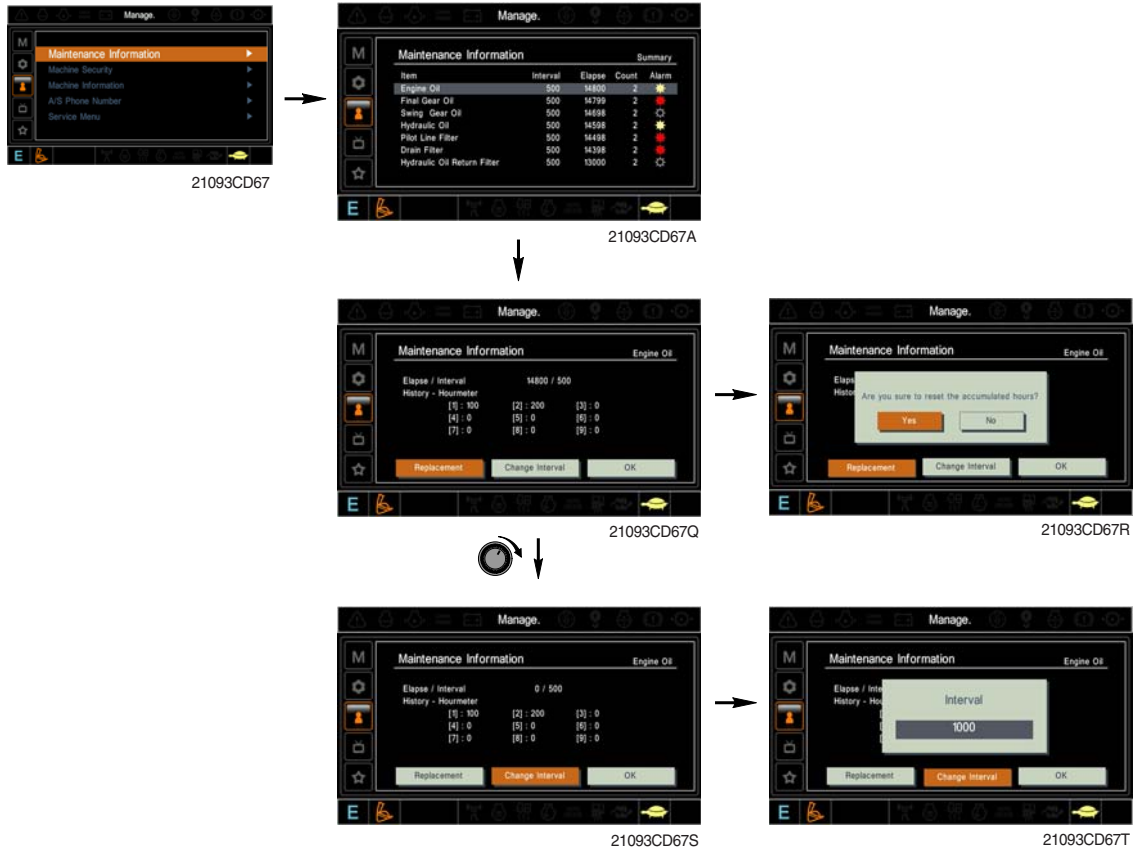 Manage.
M
Maintenance Information
Machine Security
Machine Information
A/S Phone Number
Service Menu
E
21093CD67
Manage.
M
Maintenance Information Summary
Item Interval Elapse Count Alarm
Engine Oil 500 14800 2
Final Gear Oil 500 14799 2
Swing Gear Oil 500 14698 2
Hydraulic Oil 500 14598 2
Pilot Line Filter 500 14498 2
Drain Filter 500 14398 2
Hydraulic Oil Return Filter 500 13000 2
E
21093CD67A
Manage.
M
Maintenance Information Engine Oil
Elapse / Interval 14800 / 500
History - Hourmeter
[1] : 100 [2] : 200 [3] : 0
[4] : 0 [5] : 0 [6] : 0
[7] : 0 [8] : 0 [9] : 0
Replacement Change Interval OK
E
21093CD67Q
Manage.
M
Maintenance Information Engine Oil
Elaps
Histor
Are you sure to reset the accumulated hours?
Yes No
Replacement Change Interval OK
E
21093CD67R
Manage.
M
Maintenance Information Engine Oil
Elapse / Interval 0 / 500
History - Hourmeter
[1] : 100 [2] : 200 [3] : 0
[4] : 0 [5] : 0 [6] : 0
[7] : 0 [8] : 0 [9] : 0
Replacement Change Interval OK
E
21093CD67S
Manage.
M
Maintenance Information Engine Oil
Elapse / Inte
History - Hou
Interval
1000
Replacement Change Interval OK
E
21093CD67T